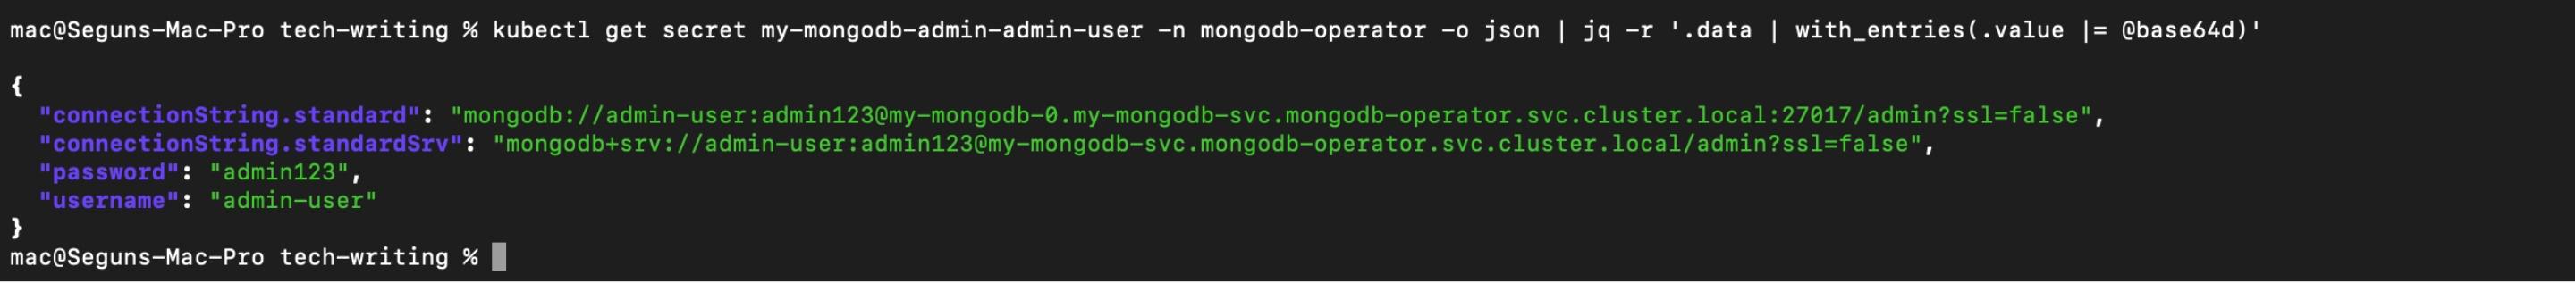 mac@Seguns-Mac-Pro tech-writing % kubectl get secret my-mongodb-admin-admin-user -n mongodb-operator -o json | jq -r '.data | with_entries(.value |= @base64d)'
{
"connectionString.standard": "mongodb://admin-user:admin123@my-mongodb-0.my-mongodb-svc.mongodb-operator.svc.cluster.local:27017/admin?ssl=false",
"connectionString.standardSrv": "mongodb+srv://admin-user:admin123@my-mongodb-svc.mongodb-operator.svc.cluster.local/admin?ssl=false",
"password": "admin123",
"username": "admin-user"
}
mac@Seguns-Mac-Pro tech-writing %